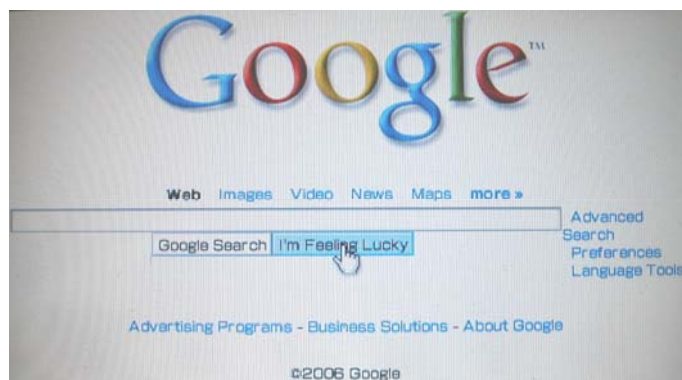 Google™
Web Images Video News Maps more »
Advanced
Search
Preferences
Language Tools
Google Search I'm Feeling Lucky
Advertising Programs - Business Solutions - About Google
©2006 Google